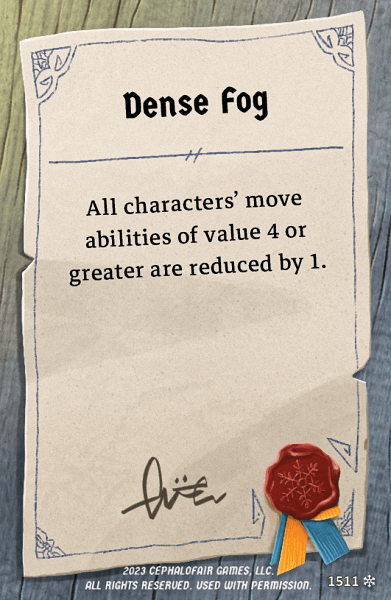 Dense Fog
All characters’ move
abilities of value 4 or
greater are reduced by 1.
2023 CEPHALOFAIR GAMES, LLC.
ALL RIGHTS RESERVED. USED WITH PERMISSION.
1511